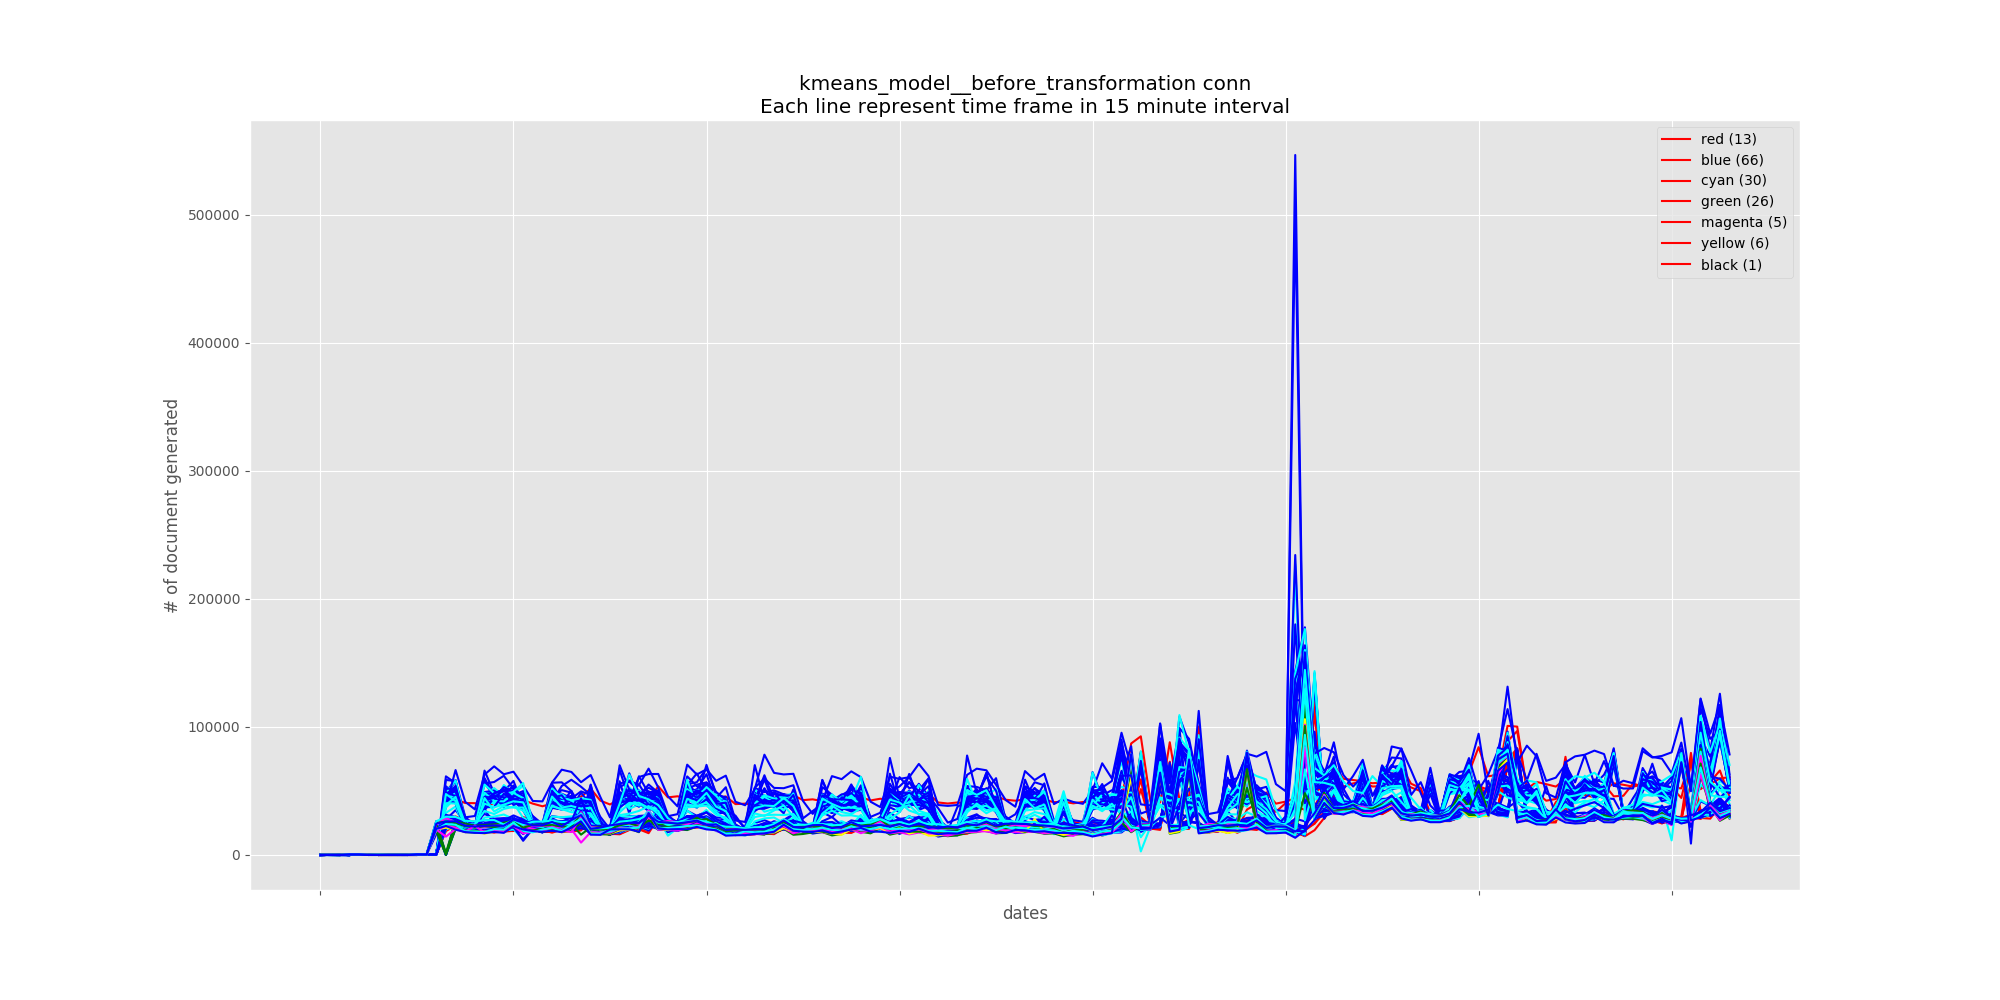 kmeans_model__before_transformation conn
Each line represent time frame in 15 minute interval
red (13)
blue (66)
cyan (30)
green (26)
magenta (5)
yellow (6)
black (1)
# of document generated
500000
400000
300000
200000
100000
0
dates